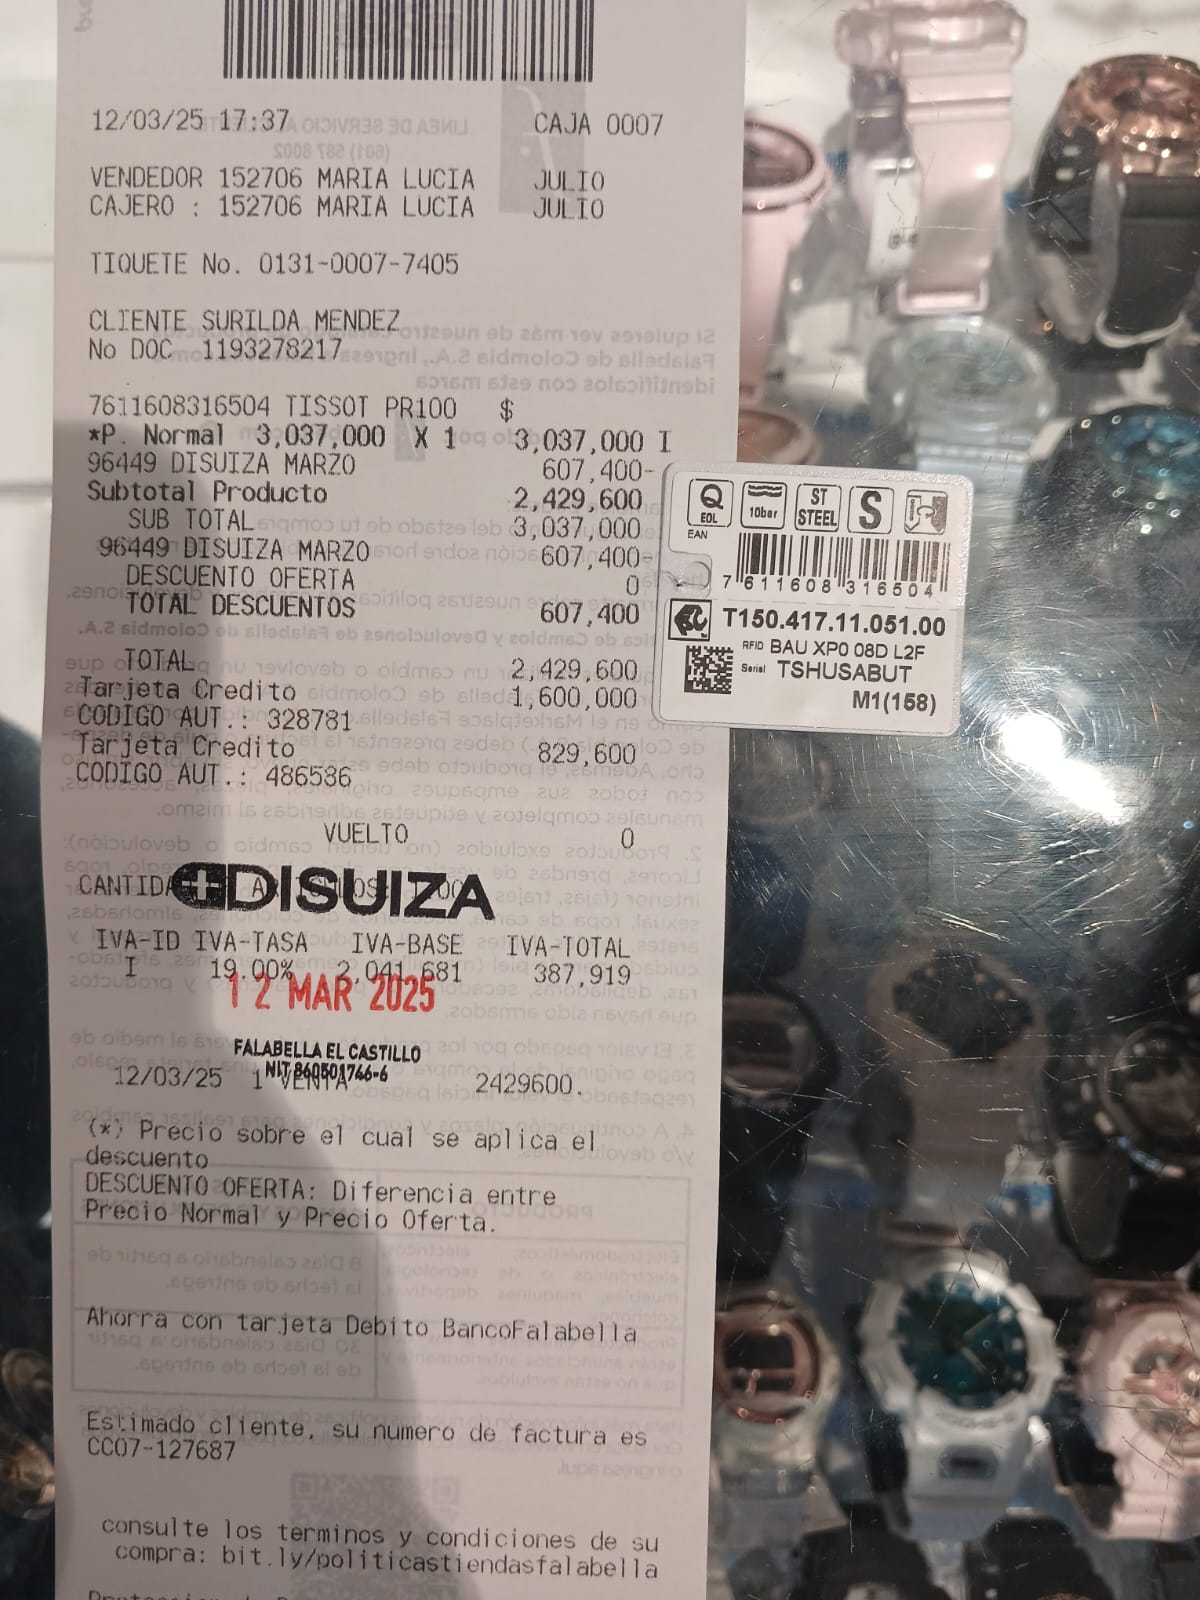 12/03/25 17:37 CAJA 0007
VENDEDOR 152706 MARIA LUCIA JULIO
CAJERO : 152706 MARIA LUCIA JULIO
TIQUETE No. 0131-0007-7405
CLIENTE SURILDA MENDEZ
No DOC 1193278217
7611608316504 TISSOT PR100 $
*P. Normal 3,037,000 X 1 3,037,000 I
96449 DISUIZA MARZO 607,400-
Subtotal Producto 2,429,600
SUB TOTAL 3,037,000
96449 DISUIZA MARZO 607,400-
DESCUENTO OFERTA 0
TOTAL DESCUENTOS 607,400
TOTAL 2,429,600
Tarjeta Credito 1,600,000
CODIGO AUT.: 328781
Tarjeta Credito 829,600
CODIGO AUT.: 486586
VUELTO 0
DISUIZA
IVA-ID IVA-TASA IVA-BASE IVA-TOTAL
I 19.00% 2,041,681 387,919
12 MAR 2025
FALABELLA EL CASTILLO
NIT 860501766-6
12/03/25 1 VENTA 2429600.
(*) Precio sobre el cual se aplica el
descuento
DESCUENTO OFERTA: Diferencia entre
Precio Normal y Precio Oferta.
Ahorra con tarjeta Debito BancoFalabella
Estimado cliente, su numero de factura es
CC07-127687
consulte los terminos y condiciones de su
compra: bit.ly/politicastiendasfalabella
Q EOL
10bar
ST STEEL
S
EAN
7 611608 316504
T150.417.11.051.00
RFID BAU XP0 08D L2F
Serial TSHUSABUT
M1(158)